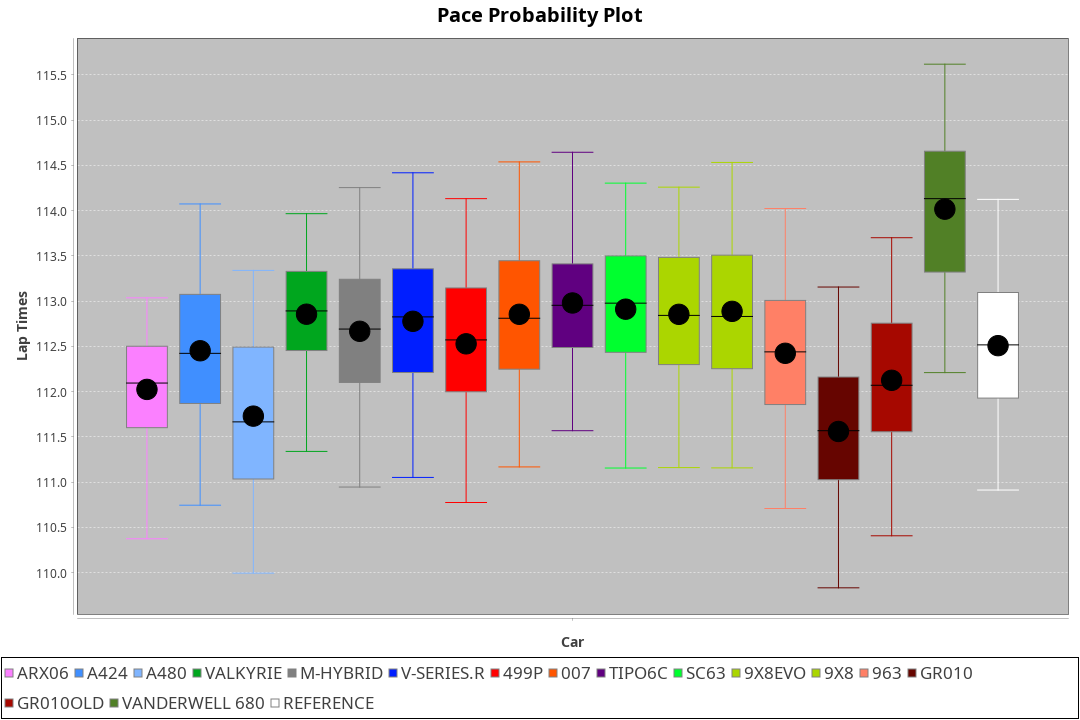 Pace Probability Plot
115.5
115.0
114.5
114.0
113.5
113.0
112.5
112.0
111.5
111.0
110.5
110.0
Lap Times
Car
ARX06 A424 A480 VALKYRIE M-HYBRID V-SERIES.R 499P 007 TIPO6C SC63 9X8EVO 9X8 963 GR010
GR010OLD VANDERWELL 680 REFERENCE